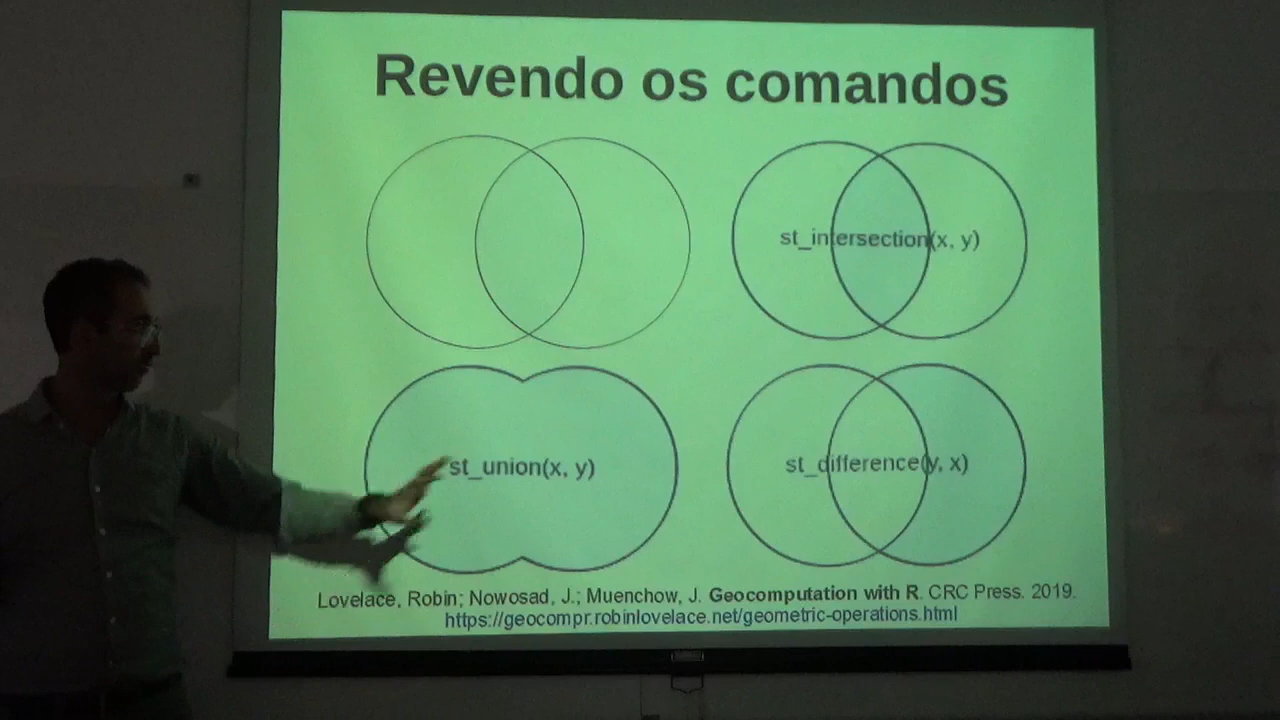 Revendo os comandos
st_intersection(x, y)
st_union(x, y)
st_difference(y, x)
Lovelace, Robin; Nowosad, J.; Muenchow, J. Geocomputation with R. CRC Press. 2019.
https://geocompr.robinlovelace.net/geometric-operations.html